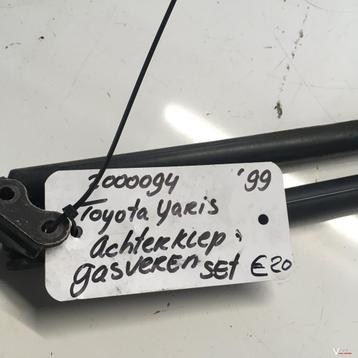 2000094 '99
Toyota Yaris
Achterklep
gasveren set €20